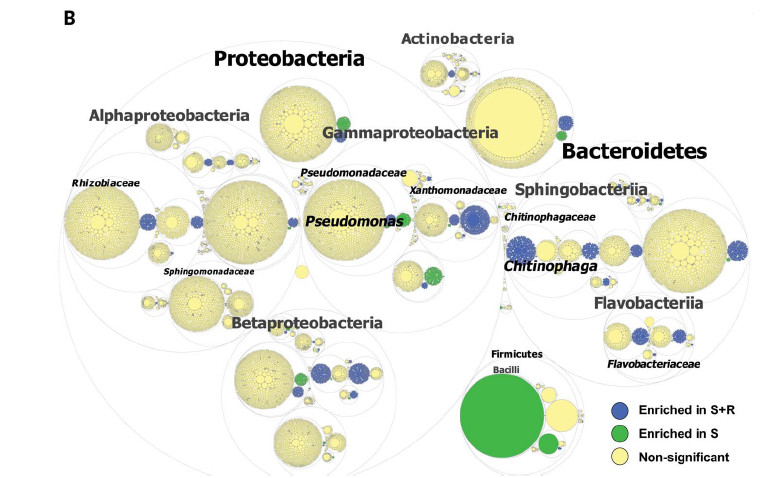 B
Actinobacteria
Proteobacteria
Alphaproteobacteria
Gammaproteobacteria
Bacteroidetes
Pseudomonadaceae
Rhizobiaceae
Xanthomonadaceae
Sphingobacteriia
Pseudomonas
Chitinophagaceae
Chitinophaga
Sphingomonadaceae
Flavobacteriia
Betaproteobacteria
Flavobacteriaceae
Firmicutes
Bacilli
Enriched in S+R
Enriched in S
Non-significant